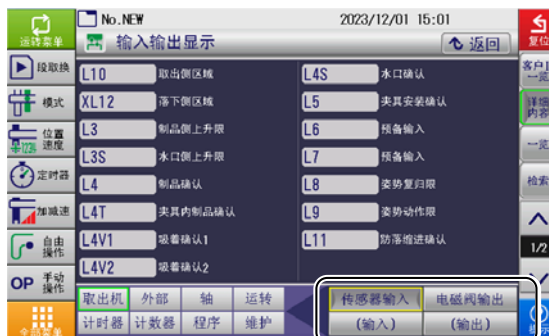 No.NEW
2023/12/01 15:01
运转菜单
输入输出显示
返回
复位
段取换
L10 取出侧区域
L4S 水口确认
模式
XL12 落下侧区域
L5 夹具安装确认
详细内容
位置速度
L3 制品侧上升限
L6 预备输入
一览
L3S 水口侧上升限
L7 预备输入
定时器
L4 制品确认
L8 姿势复归限
检索
加减速
L4T 夹具内制品确认
L9 姿势动作限
自由操作
L4V1 吸着确认1
L11 防落缩进确认
1/2
L4V2 吸着确认2
OP 手动操作
取出机 外部 轴 运转
传感器输入 电磁阀输出
计时器 计数器 程序 维护
(输入) (输出)
全部菜单